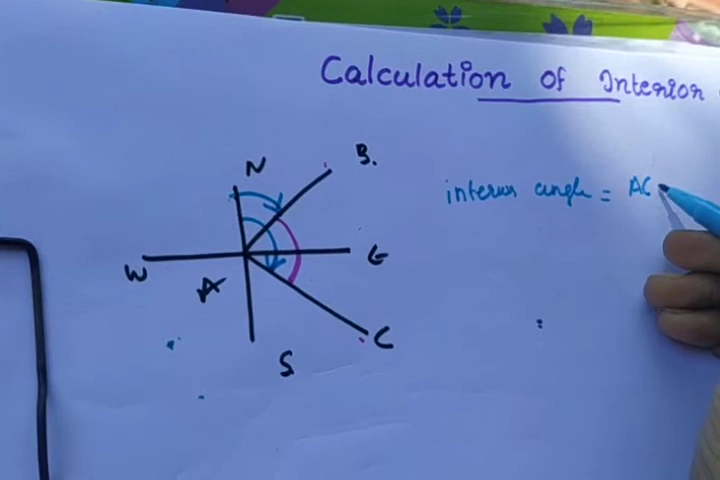 Calculation of Interior
N
B.
interior angle = AC
W
E
A
C
S